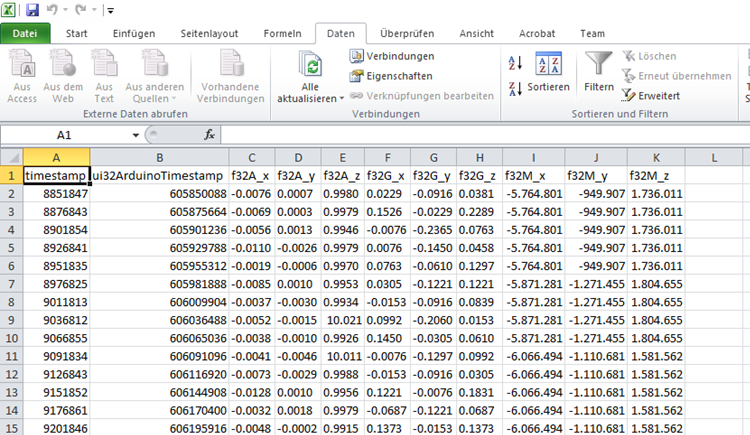 Datei Start Einfügen Seitenlayout Formeln Daten Überprüfen Ansicht Acrobat Team
Aus Access
Aus dem Web
Aus Text
Aus anderen Quellen
Vorhandene Verbindungen
Externe Daten abrufen
Alle aktualisieren
Verbindungen
Eigenschaften
Verknüpfungen bearbeiten
Verbindungen
Sortieren
Filtern
Löschen
Erneut übernehmen
Erweitert
Sortieren und Filtern
A1 fx
A B C D E F G H I J K L M
1 timestamp ui32ArduinoTimestamp f32A_x f32A_y f32A_z f32G_x f32G_y f32G_z f32M_x f32M_y f32M_z
2 8851847 605850088 -0.0076 0.0007 0.9980 0.0229 -0.0916 0.0381 -5.764.801 -949.907 1.736.011
3 8876843 605875664 -0.0069 0.0003 0.9979 0.1526 -0.0229 0.2289 -5.764.801 -949.907 1.736.011
4 8901854 605901236 -0.0056 0.0013 0.9946 -0.0076 -0.2365 0.0763 -5.764.801 -949.907 1.736.011
5 8926841 605929788 -0.0110 -0.0026 0.9979 0.0076 -0.1450 0.0458 -5.764.801 -949.907 1.736.011
6 8951835 605955312 -0.0019 -0.0006 0.9970 0.0763 -0.0610 0.1297 -5.764.801 -949.907 1.736.011
7 8976825 605981888 -0.0085 0.0010 0.9953 0.0305 -0.1221 0.1221 -5.871.281 -1.271.455 1.804.655
8 9011813 606009904 -0.0037 -0.0030 0.9934 -0.0153 -0.0916 0.0839 -5.871.281 -1.271.455 1.804.655
9 9036812 606036488 -0.0052 -0.0015 10.021 0.0992 -0.2060 0.0153 -5.871.281 -1.271.455 1.804.655
10 9066855 606065036 -0.0038 -0.0010 0.9926 0.1450 -0.0305 0.0610 -5.871.281 -1.271.455 1.804.655
11 9091834 606091096 -0.0041 -0.0046 10.011 -0.0076 -0.1297 0.0992 -6.066.494 -1.110.681 1.581.562
12 9126843 606116920 -0.0073 -0.0029 0.9988 -0.0153 -0.0916 0.0305 -6.066.494 -1.110.681 1.581.562
13 9151852 606144908 -0.0128 0.0010 0.9956 0.1221 -0.0076 0.1831 -6.066.494 -1.110.681 1.581.562
14 9176861 606170400 -0.0032 0.0018 0.9979 -0.0687 -0.1221 0.0687 -6.066.494 -1.110.681 1.581.562
15 9201846 606195916 -0.0048 -0.0002 0.9915 0.1373 -0.0153 0.1373 -6.066.494 -1.110.681 1.581.562